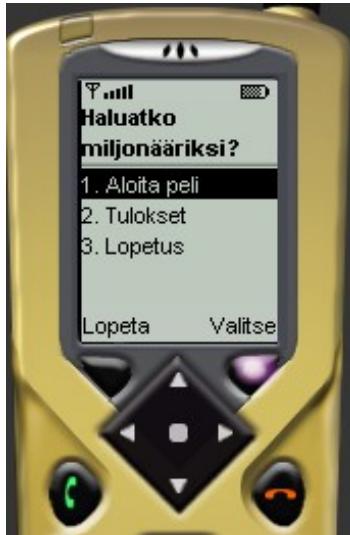 Haluatko
miljonääriksi?
1. Aloita peli
2. Tulokset
3. Lopetus
Lopeta Valitse